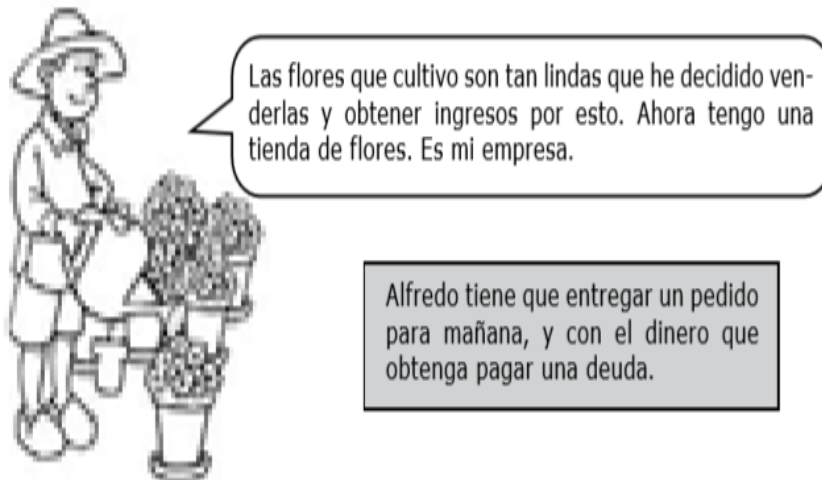 Las flores que cultivo son tan lindas que he decidido ven-
derlas y obtener ingresos por esto. Ahora tengo una
tienda de flores. Es mi empresa.
Alfredo tiene que entregar un pedido
para mañana, y con el dinero que
obtenga pagar una deuda.